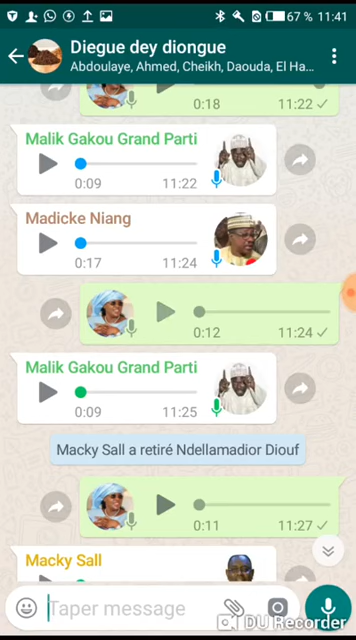 67 % 11:41
Diegue dey diongue
Abdoulaye, Ahmed, Cheikh, Daouda, El Ha...
0:18 11:22
Malik Gakou Grand Parti
0:09 11:22
Madicke Niang
0:17 11:24
0:12 11:24
Malik Gakou Grand Parti
0:09 11:25
Macky Sall a retiré Ndellamadior Diouf
0:11 11:27
Macky Sall
Taper message
DU Recorder